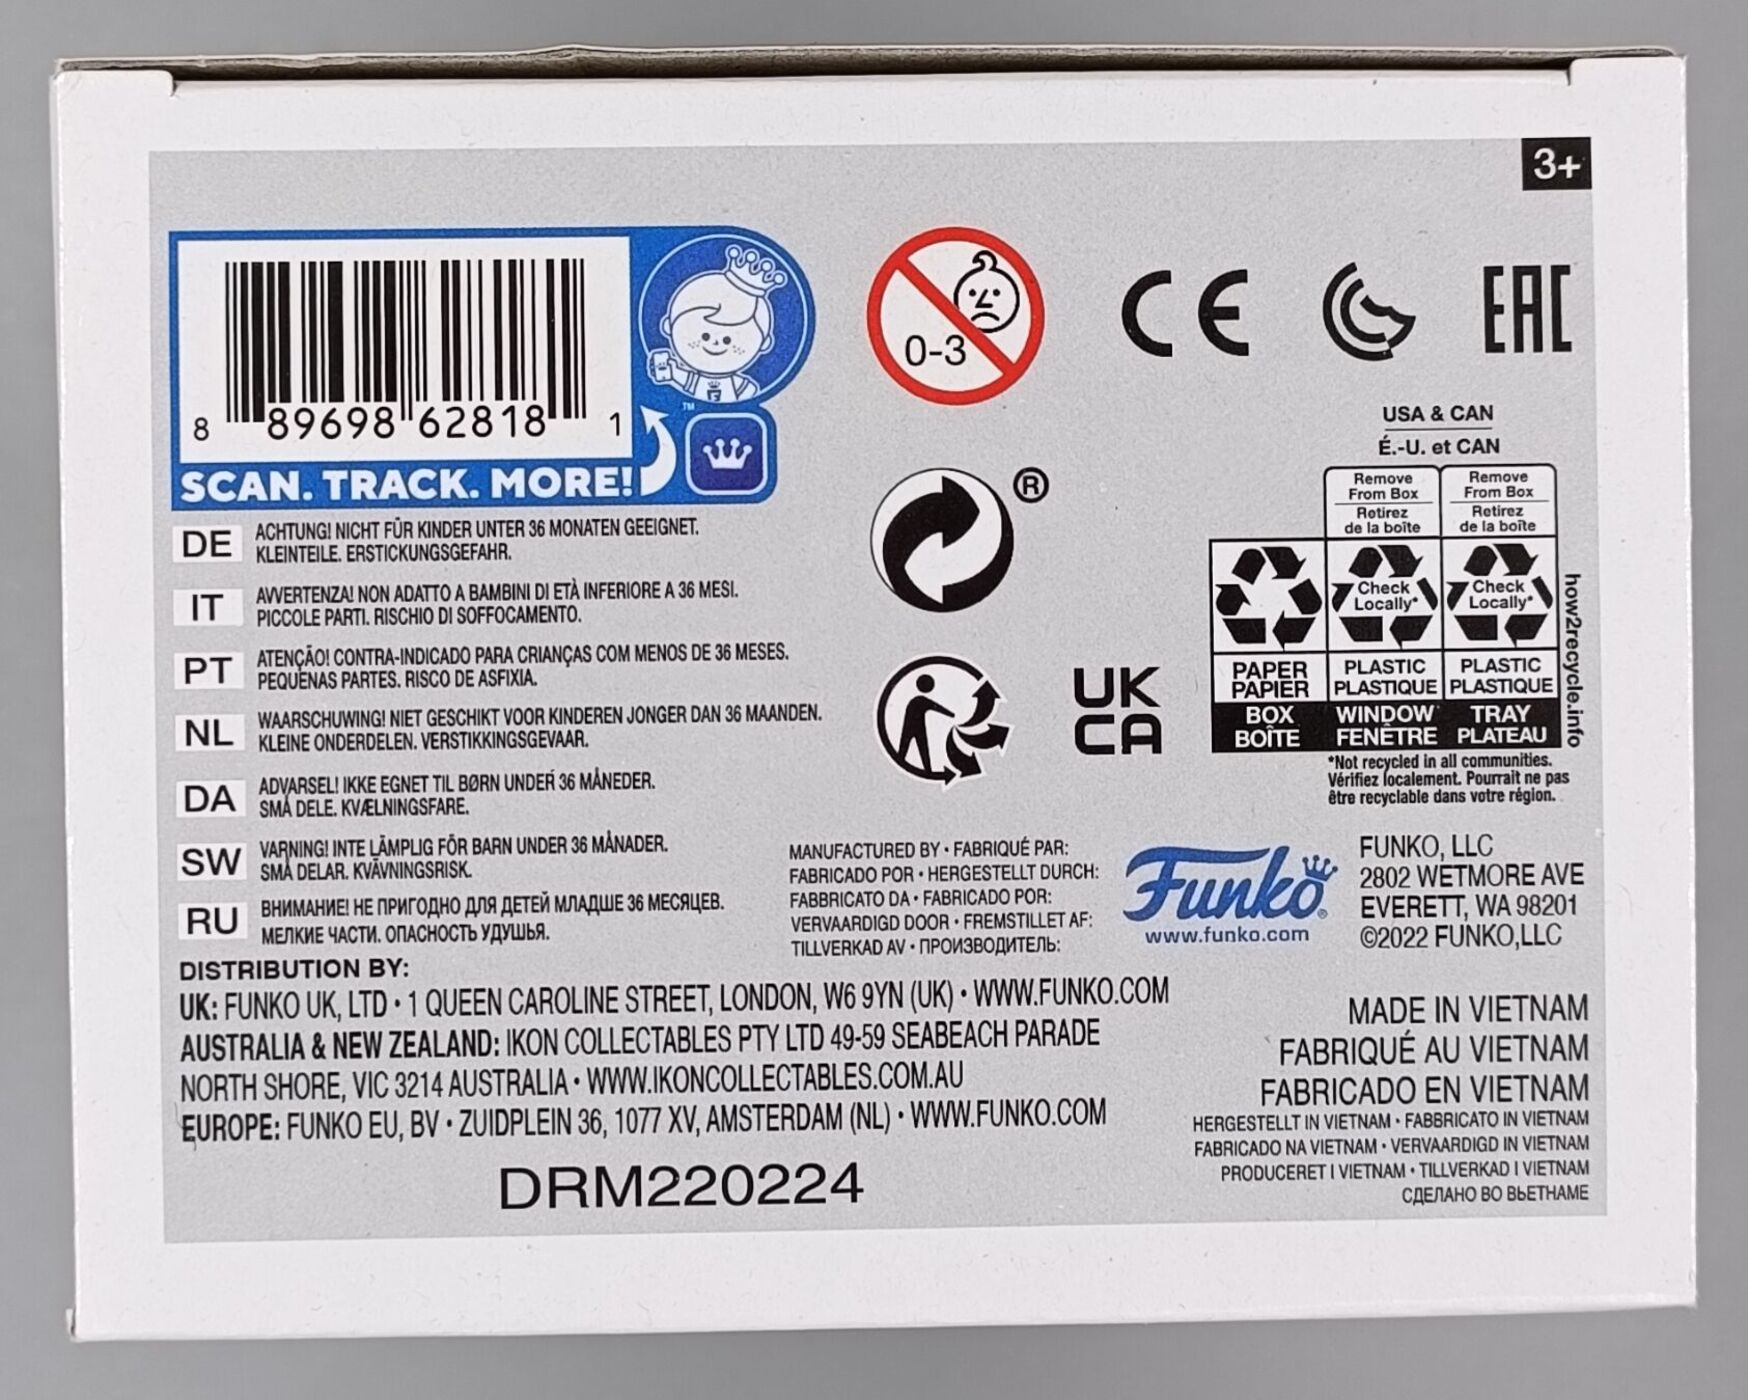 3+
8 89698 62818 1
TM
SCAN. TRACK. MORE!
0-3
CE
EAC
DE
ACHTUNG! NICHT FÜR KINDER UNTER 36 MONATEN GEEIGNET.
KLEINTEILE. ERSTICKUNGSGEFAHR.
IT
AVVERTENZA! NON ADATTO A BAMBINI DI ETÀ INFERIORE A 36 MESI.
PICCOLE PARTI. RISCHIO DI SOFFOCAMENTO.
PT
ATENÇÃO! CONTRA-INDICADO PARA CRIANÇAS COM MENOS DE 36 MESES.
PEQUENAS PARTES. RISCO DE ASFIXIA.
NL
WAARSCHUWING! NIET GESCHIKT VOOR KINDEREN JONGER DAN 36 MAANDEN.
KLEINE ONDERDELEN. VERSTIKKINGSGEVAAR.
DA
ADVARSEL! IKKE EGNET TIL BØRN UNDER 36 MÅNEDER.
SMÅ DELE. KVÆLNINGSFARE.
SW
VARNING! INTE LÄMPLIG FÖR BARN UNDER 36 MÅNADER.
SMÅ DELAR. KVÄVNINGSRISK.
RU
ВНИМАНИЕ! НЕ ПРИГОДНО ДЛЯ ДЕТЕЙ МЛАДШЕ 36 МЕСЯЦЕВ.
МЕЛКИЕ ЧАСТИ. ОПАСНОСТЬ УДУШЬЯ.
®
UK
CA
USA & CAN
É.-U. et CAN
Remove
From Box
Retirez
de la boîte
Remove
From Box
Retirez
de la boîte
Check
Locally*
Check
Locally*
PAPER
PAPIER
PLASTIC
PLASTIQUE
PLASTIC
PLASTIQUE
BOX
BOÎTE
WINDOW
FENÊTRE
TRAY
PLATEAU
how2recycle.info
*Not recycled in all communities.
Vérifiez localement. Pourrait ne pas
être recyclable dans votre région.
MANUFACTURED BY • FABRIQUÉ PAR:
FABRICADO POR • HERGESTELLT DURCH:
FABBRICATO DA • FABRICADO POR:
VERVAARDIGD DOOR • FREMSTILLET AF:
TILLVERKAD AV • ПРОИЗВОДИТЕЛЬ:
Funko®
www.funko.com
FUNKO, LLC
2802 WETMORE AVE
EVERETT, WA 98201
©2022 FUNKO,LLC
DISTRIBUTION BY:
UK: FUNKO UK, LTD • 1 QUEEN CAROLINE STREET, LONDON, W6 9YN (UK) • WWW.FUNKO.COM
AUSTRALIA & NEW ZEALAND: IKON COLLECTABLES PTY LTD 49-59 SEABEACH PARADE
NORTH SHORE, VIC 3214 AUSTRALIA • WWW.IKONCOLLECTABLES.COM.AU
EUROPE: FUNKO EU, BV • ZUIDPLEIN 36, 1077 XV, AMSTERDAM (NL) • WWW.FUNKO.COM
DRM220224
MADE IN VIETNAM
FABRIQUÉ AU VIETNAM
FABRICADO EN VIETNAM
HERGESTELLT IN VIETNAM • FABBRICATO IN VIETNAM
FABRICADO NA VIETNAM • VERVAARDIGD IN VIETNAM
PRODUCERET I VIETNAM • TILLVERKAD I VIETNAM
СДЕЛАНО ВО ВЬЕТНАМЕ